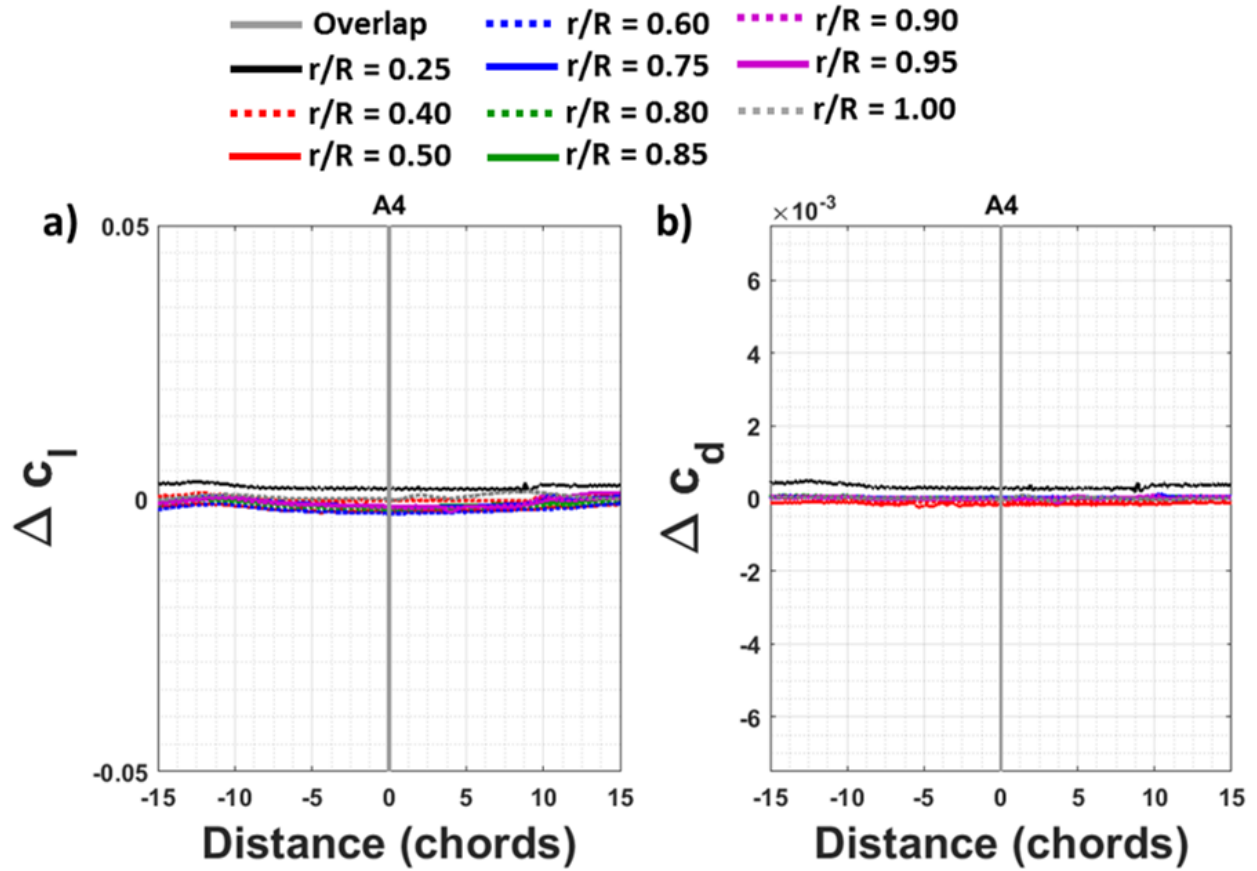 Overlap
r/R = 0.25
r/R = 0.40
r/R = 0.50
r/R = 0.60
r/R = 0.75
r/R = 0.80
r/R = 0.85
r/R = 0.90
r/R = 0.95
r/R = 1.00
a)
A4
0.05
0
-0.05
Δ c_l
-15 -10 -5 0 5 10 15
Distance (chords)
b)
×10⁻³
A4
6
4
2
0
-2
-4
-6
Δ c_d
-15 -10 -5 0 5 10 15
Distance (chords)